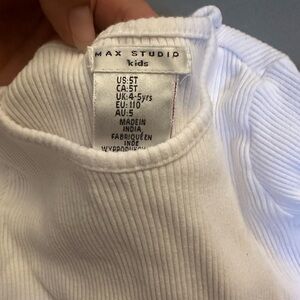 MAX STUDIO
kids
US:5T
CA:5T
UK:4-5yrs
EU:110
AU:5
MADE IN
INDIA
FABRIQUÉ EN
INDE